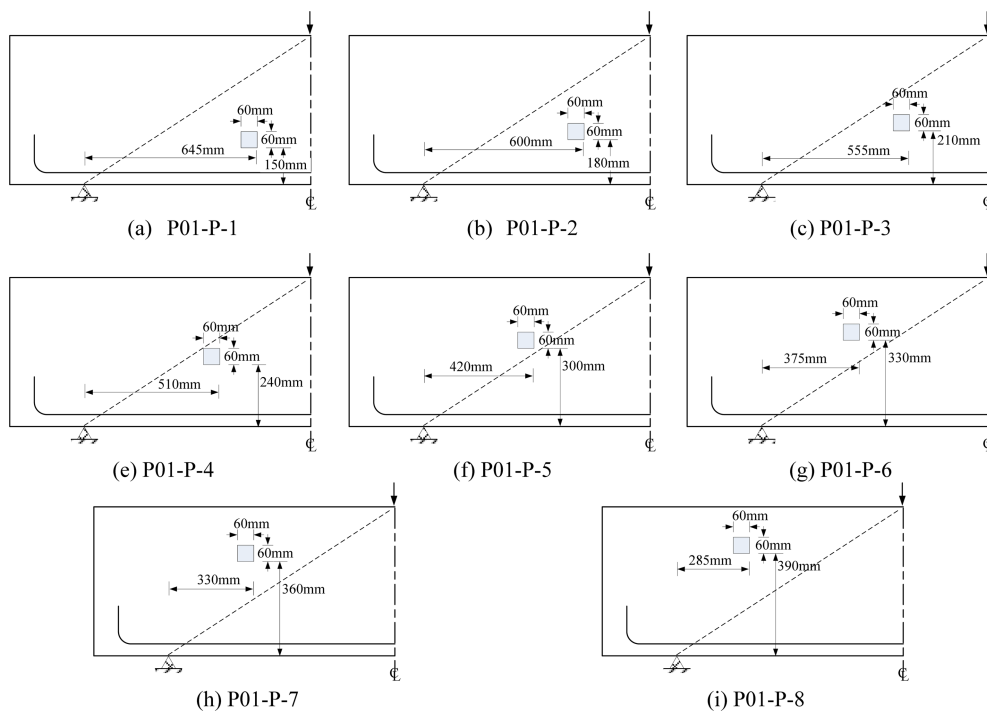 60mm
60mm
645mm
150mm
℄
(a) P01-P-1
60mm
60mm
600mm
180mm
℄
(b) P01-P-2
60mm
60mm
555mm
210mm
℄
(c) P01-P-3
60mm
60mm
510mm
240mm
℄
(e) P01-P-4
60mm
60mm
420mm
300mm
℄
(f) P01-P-5
60mm
60mm
375mm
330mm
℄
(g) P01-P-6
60mm
60mm
330mm
360mm
℄
(h) P01-P-7
60mm
60mm
285mm
390mm
℄
(i) P01-P-8